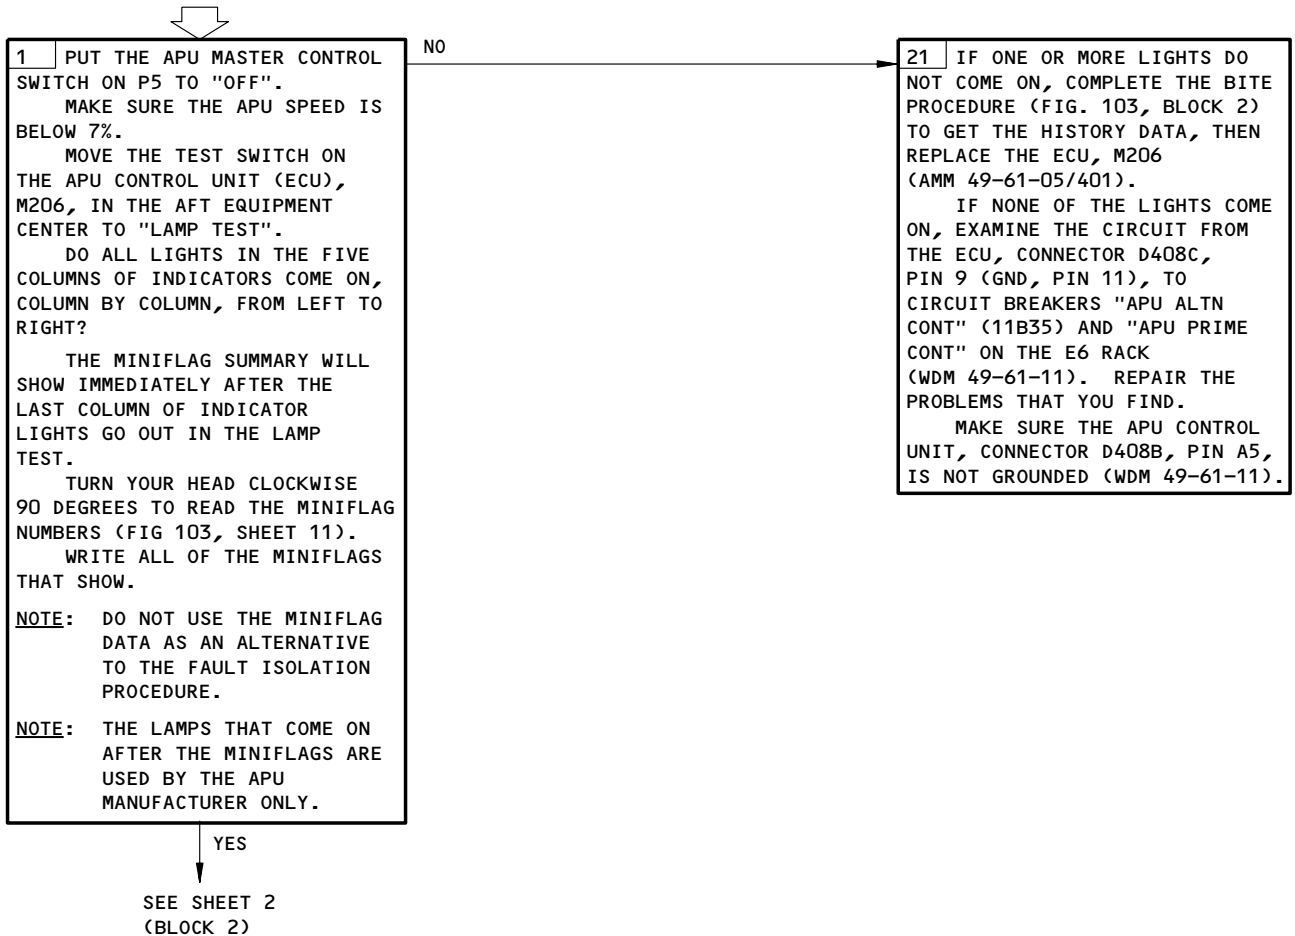 1 PUT THE APU MASTER CONTROL
SWITCH ON P5 TO "OFF".
MAKE SURE THE APU SPEED IS
BELOW 7%.
MOVE THE TEST SWITCH ON
THE APU CONTROL UNIT (ECU),
M206, IN THE AFT EQUIPMENT
CENTER TO "LAMP TEST".
DO ALL LIGHTS IN THE FIVE
COLUMNS OF INDICATORS COME ON,
COLUMN BY COLUMN, FROM LEFT TO
RIGHT?
THE MINIFLAG SUMMARY WILL
SHOW IMMEDIATELY AFTER THE
LAST COLUMN OF INDICATOR
LIGHTS GO OUT IN THE LAMP
TEST.
TURN YOUR HEAD CLOCKWISE
90 DEGREES TO READ THE MINIFLAG
NUMBERS (FIG 103, SHEET 11).
WRITE ALL OF THE MINIFLAGS
THAT SHOW.
NOTE: DO NOT USE THE MINIFLAG
DATA AS AN ALTERNATIVE
TO THE FAULT ISOLATION
PROCEDURE.
NOTE: THE LAMPS THAT COME ON
AFTER THE MINIFLAGS ARE
USED BY THE APU
MANUFACTURER ONLY.
YES
SEE SHEET 2
(BLOCK 2)
NO
21 IF ONE OR MORE LIGHTS DO
NOT COME ON, COMPLETE THE BITE
PROCEDURE (FIG. 103, BLOCK 2)
TO GET THE HISTORY DATA, THEN
REPLACE THE ECU, M206
(AMM 49-61-05/401).
IF NONE OF THE LIGHTS COME
ON, EXAMINE THE CIRCUIT FROM
THE ECU, CONNECTOR D408C,
PIN 9 (GND, PIN 11), TO
CIRCUIT BREAKERS "APU ALTN
CONT" (11B35) AND "APU PRIME
CONT" ON THE E6 RACK
(WDM 49-61-11). REPAIR THE
PROBLEMS THAT YOU FIND.
MAKE SURE THE APU CONTROL
UNIT, CONNECTOR D408B, PIN A5,
IS NOT GROUNDED (WDM 49-61-11).